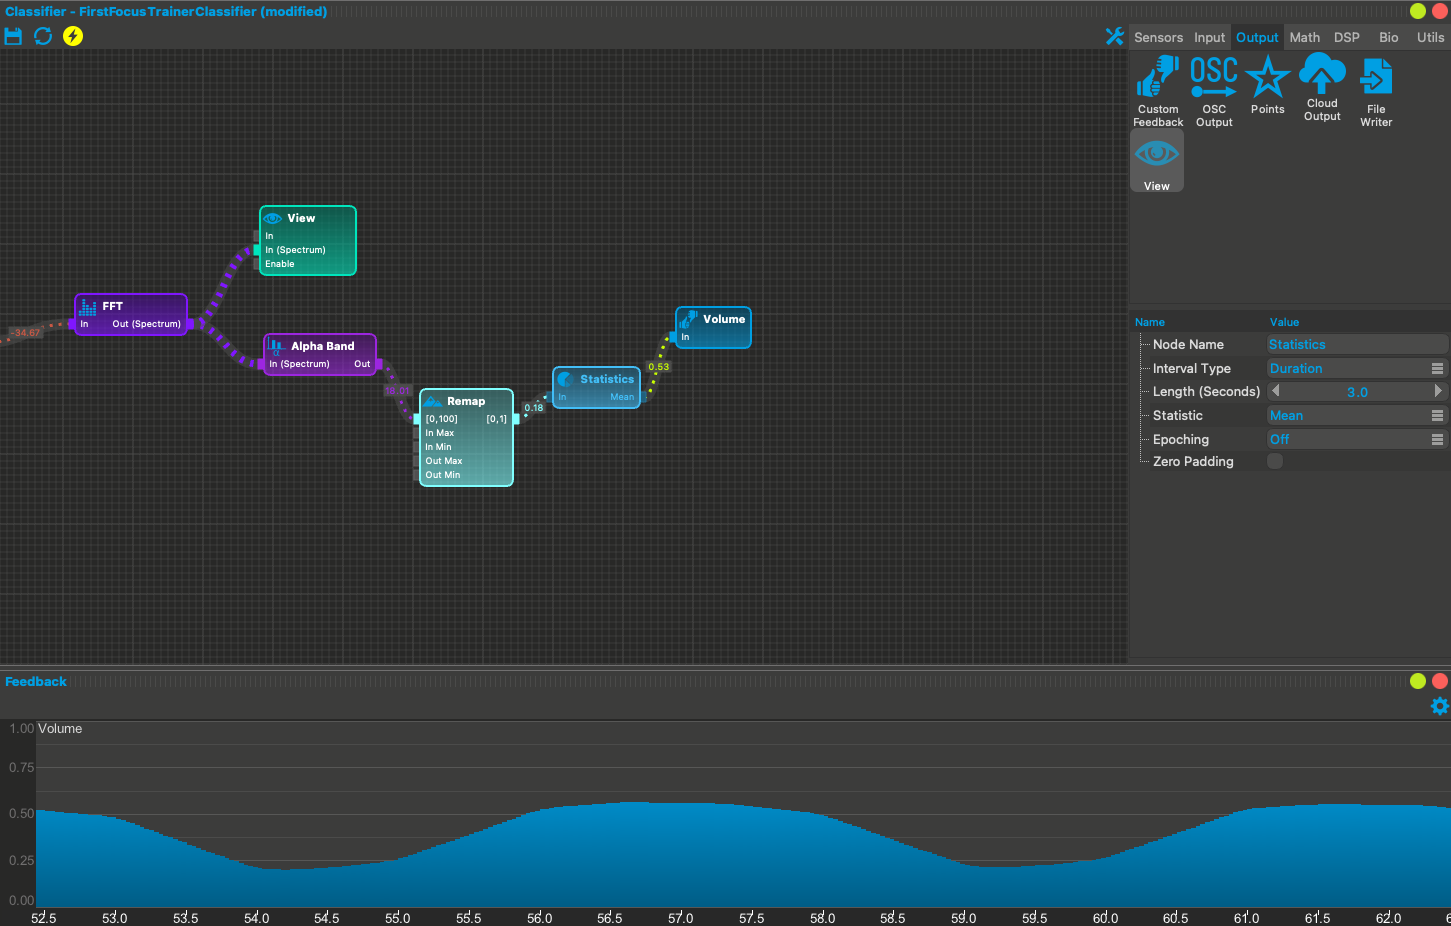 Classifier - FirstFocusTrainerClassifier (modified)
Sensors Input Output Math DSP Bio Utils
Custom Feedback
OSC
OSC Output
Points
Cloud Output
File Writer
View
View
In
In (Spectrum)
Enable
FFT
In Out (Spectrum)
-34.67
Alpha Band
In (Spectrum) Out
18.01
Remap
[0,100] [0,1]
In Max
In Min
Out Max
Out Min
0.18
Statistics
In Mean
0.53
Volume
In
Name Value
Node Name Statistics
Interval Type Duration
Length (Seconds) 3.0
Statistic Mean
Epoching Off
Zero Padding
Feedback
Volume
1.00
0.75
0.50
0.25
0.00
52.5 53.0 53.5 54.0 54.5 55.0 55.5 56.0 56.5 57.0 57.5 58.0 58.5 59.0 59.5 60.0 60.5 61.0 61.5 62.0